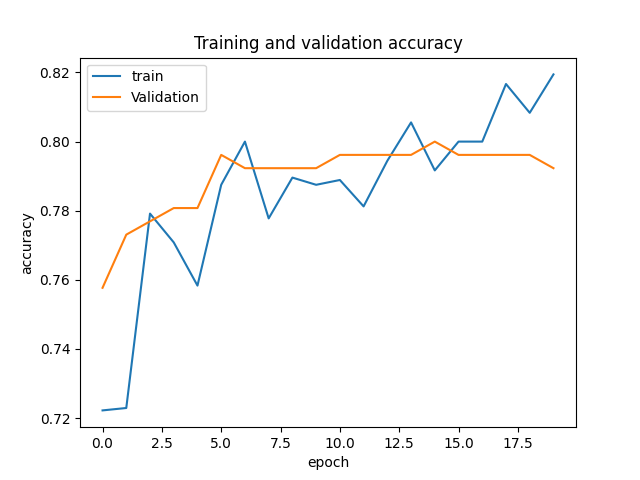 Training and validation accuracy
train
Validation
0.82
0.80
0.78
0.76
0.74
0.72
accuracy
0.0 2.5 5.0 7.5 10.0 12.5 15.0 17.5
epoch